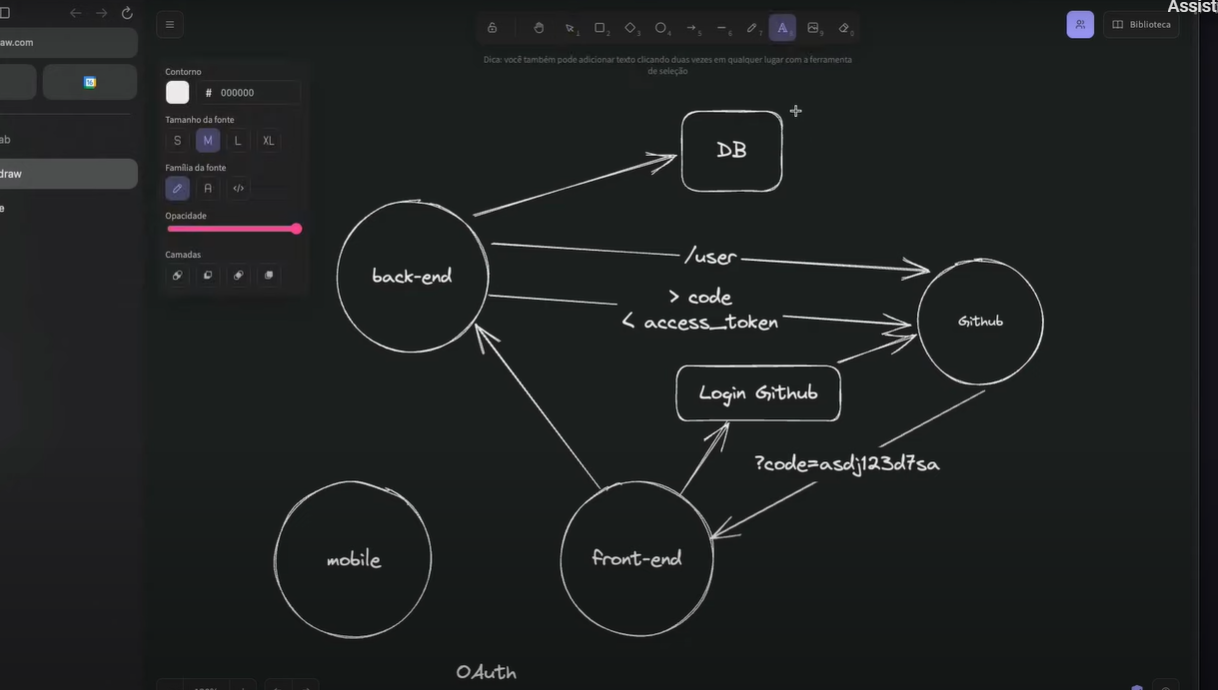 Assist
aw.com
Biblioteca
Dica: você também pode adicionar texto clicando duas vezes em qualquer lugar com a ferramenta
de seleção
Contorno
# 000000
Tamanho da fonte
S M L XL
Família da fonte
A </>
Opacidade
Camadas
ab
draw
e
DB
back-end
/user
> code
< access_token
Github
Login Github
?code=asdj123d7sa
mobile
front-end
OAuth